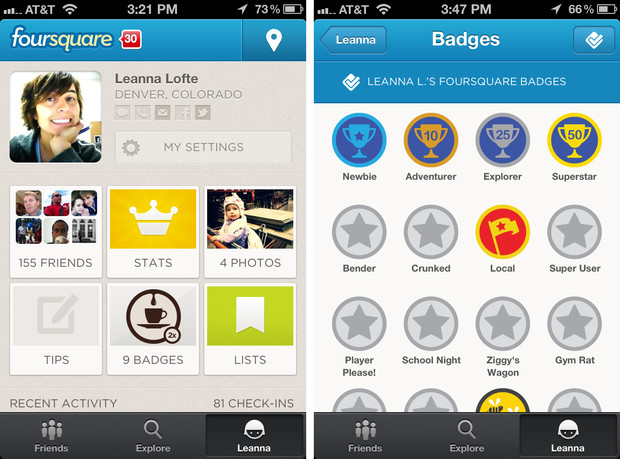 AT&T 3:21 PM 73%
foursquare 30
Leanna Lofte
DENVER, COLORADO
MY SETTINGS
155 FRIENDS STATS 4 PHOTOS
2x
TIPS 9 BADGES LISTS
RECENT ACTIVITY 81 CHECK-INS
Friends Explore Leanna
AT&T 3:47 PM 66%
Leanna Badges
LEANNA L.'S FOURSQUARE BADGES
10 25 50
Newbie Adventurer Explorer Superstar
Bender Crunked Local Super User
Player Please! School Night Ziggy's Wagon Gym Rat
Friends Explore Leanna